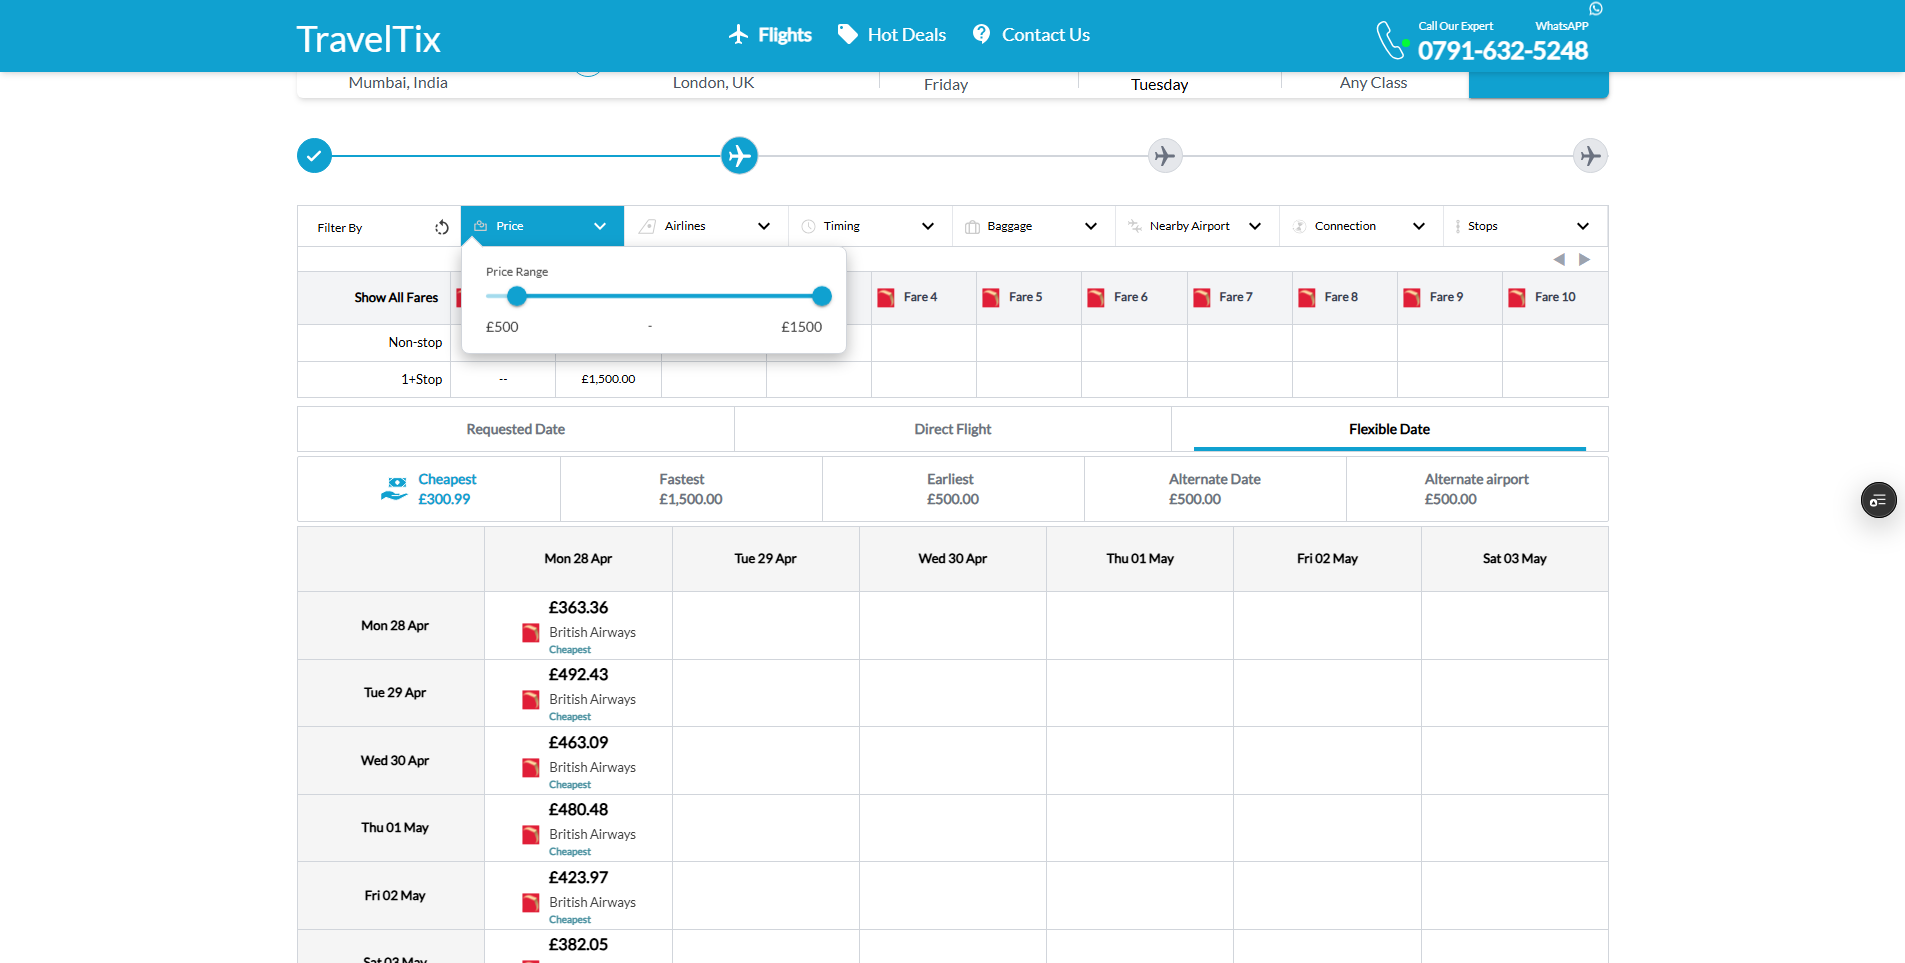 TravelTix
Flights
Hot Deals
Contact Us
Call Our Expert
WhatsAPP
0791-632-5248
Mumbai, India
London, UK
Friday
Tuesday
Any Class
Filter By
Price
Airlines
Timing
Baggage
Nearby Airport
Connection
Stops
Price Range
£500
-
£1500
Show All Fares
Fare 4
Fare 5
Fare 6
Fare 7
Fare 8
Fare 9
Fare 10
Non-stop
1+Stop
--
£1,500.00
Requested Date
Direct Flight
Flexible Date
Cheapest
£300.99
Fastest
£1,500.00
Earliest
£500.00
Alternate Date
£500.00
Alternate airport
£500.00
Mon 28 Apr
Tue 29 Apr
Wed 30 Apr
Thu 01 May
Fri 02 May
Sat 03 May
Mon 28 Apr
£363.36
British Airways
Cheapest
Tue 29 Apr
£492.43
British Airways
Cheapest
Wed 30 Apr
£463.09
British Airways
Cheapest
Thu 01 May
£480.48
British Airways
Cheapest
Fri 02 May
£423.97
British Airways
Cheapest
Sat 03 May
£382.05